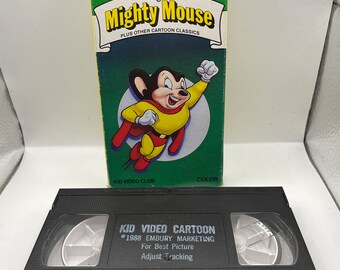 Mighty Mouse
PLUS OTHER CARTOON CLASSICS
KID VIDEO CLUB
COLOR
KID VIDEO CARTOON
©1988 EMBURY MARKETING
For Best Picture
Adjust Tracking